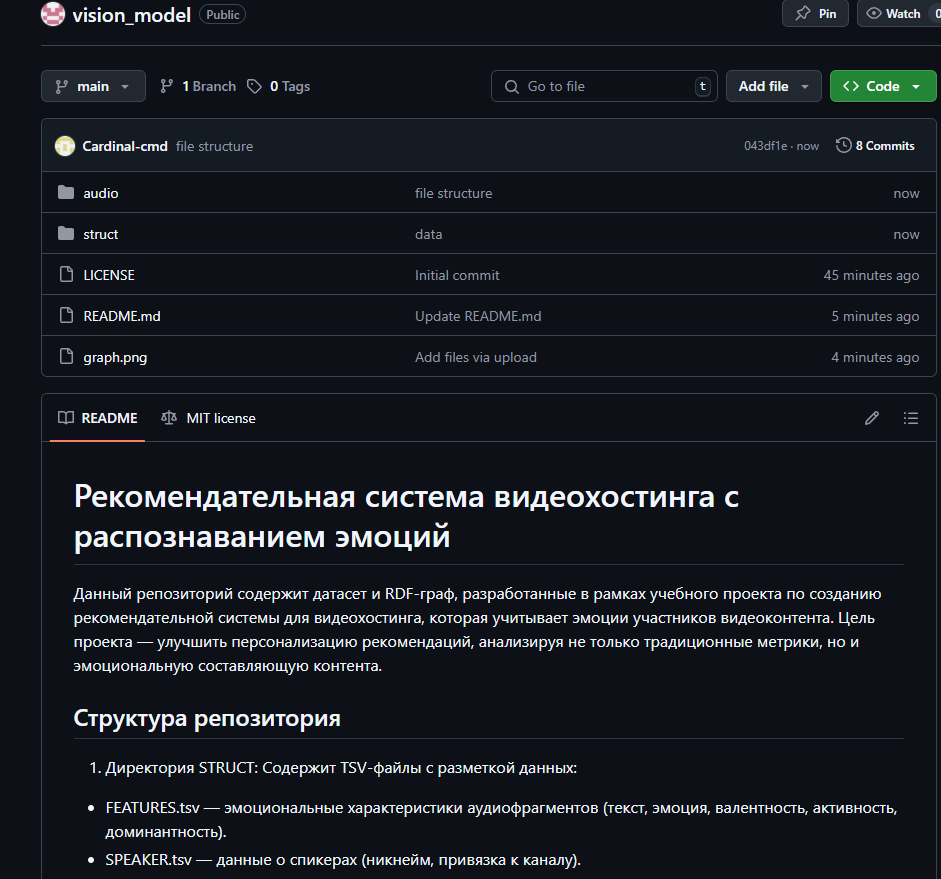 vision_model Public Pin Watch 0
main 1 Branch 0 Tags Go to file t Add file Code
Cardinal-cmd file structure 043df1e · now 8 Commits
audio file structure now
struct data now
LICENSE Initial commit 45 minutes ago
README.md Update README.md 5 minutes ago
graph.png Add files via upload 4 minutes ago
README MIT license
Рекомендательная система видеохостинга с
распознаванием эмоций
Данный репозиторий содержит датасет и RDF-граф, разработанные в рамках учебного проекта по созданию
рекомендательной системы для видеохостинга, которая учитывает эмоции участников видеоконтента. Цель
проекта — улучшить персонализацию рекомендаций, анализируя не только традиционные метрики, но и
эмоциональную составляющую контента.
Структура репозитория
1. Директория STRUCT: Содержит TSV-файлы с разметкой данных:
• FEATURES.tsv — эмоциональные характеристики аудиофрагментов (текст, эмоция, валентность, активность,
доминантность).
• SPEAKER.tsv — данные о спикерах (никнейм, привязка к каналу).